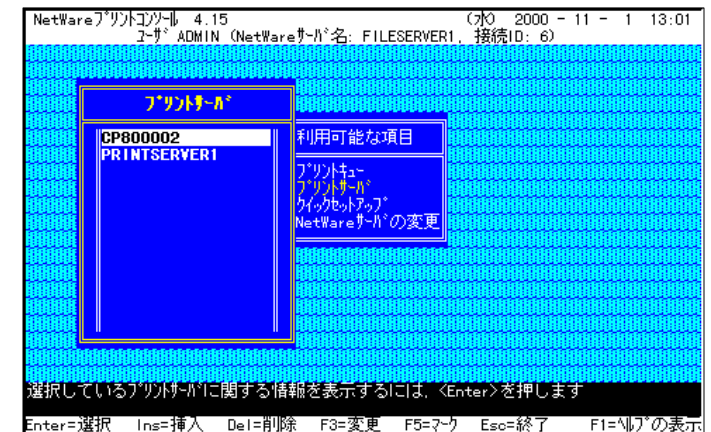 NetWareﾌﾟﾘﾝﾄｺﾝｿｰﾙ 4.15 (水) 2000 - 11 - 1 13:01
ﾕｰｻﾞ ADMIN (NetWareｻｰﾊﾞ名: FILESERVER1, 接続ID: 6)
ﾌﾟﾘﾝﾄｻｰﾊﾞ
CP800002
PRINTSERVER1
利用可能な項目
ﾌﾟﾘﾝﾄｷｭｰ
ﾌﾟﾘﾝﾄｻｰﾊﾞ
ｸｲｯｸｾｯﾄｱｯﾌﾟ
NetWareｻｰﾊﾞの変更
選択しているﾌﾟﾘﾝﾄｻｰﾊﾞに関する情報を表示するには, <Enter>を押します
Enter=選択 Ins=挿入 Del=削除 F3=変更 F5=ﾏｰｸ Esc=終了 F1=ﾍﾙﾌﾟの表示